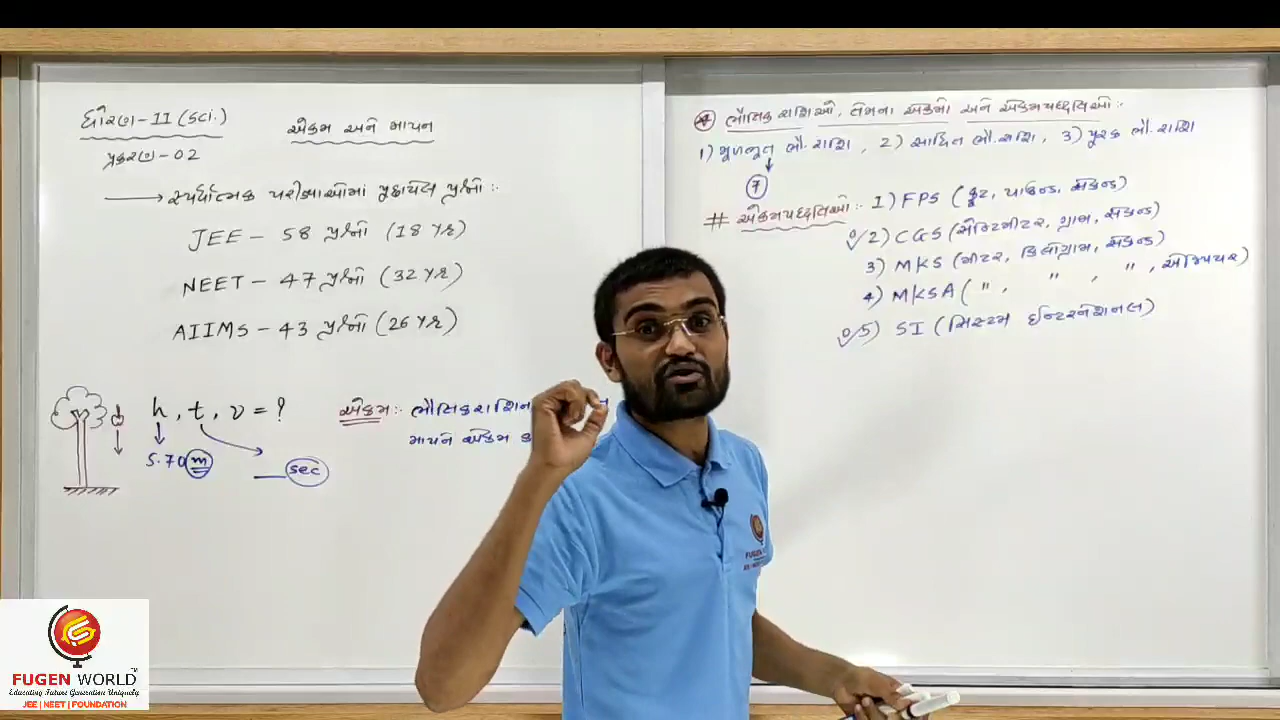 ધોરણ-11 (Sci.)
એકમ અને માપન
પ્રકરણ-02
સ્પર્ધાત્મક પરીક્ષાઓમાં પૂછાયેલ પ્રશ્નો :-
JEE - 58 પ્રશ્નો (18 Yr)
NEET - 47 પ્રશ્નો (32 Yr)
AIIMS - 43 પ્રશ્નો (26 Yr)
h, t, v = ?
5.70 m
sec
એકમ :- ભૌતિકરાશિન
માપને એકમ ક
ભૌતિક રાશિઓ, તેમના એકમો અને એકમપદ્ધતિઓ :-
1) મૂળભૂત ભૌ. રાશિ, 2) સાધિત ભૌ. રાશિ, 3) પૂરક ભૌ. રાશિ
7
# એકમપદ્ધતિઓ :- 1) FPS (ફૂટ, પાઉન્ડ, સેકન્ડ)
2) CGS (સેન્ટિમીટર, ગ્રામ, સેકન્ડ)
3) MKS (મીટર, કિલોગ્રામ, સેકન્ડ)
4) MKSA ( " , " , " , એમ્પિયર)
5) SI (સિસ્ટમ ઈન્ટરનેશનલ)
FUGEN WORLD TM
Educating Future Generation Uniquely
JEE | NEET | FOUNDATION